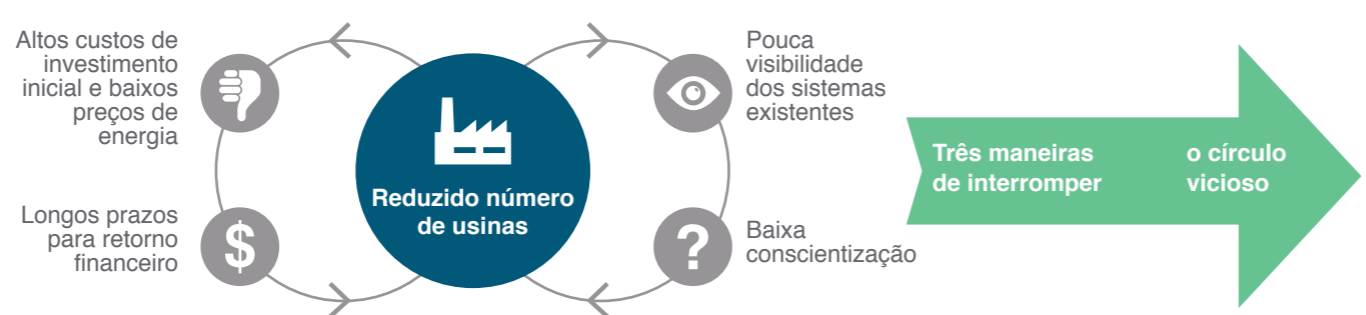 Altos custos de
investimento
inicial e baixos
preços de
energia
Longos prazos
para retorno
financeiro
$
Reduzido número
de usinas
Pouca
visibilidade
dos sistemas
existentes
?
Baixa
conscientização
Três maneiras
de interromper
o círculo
vicioso